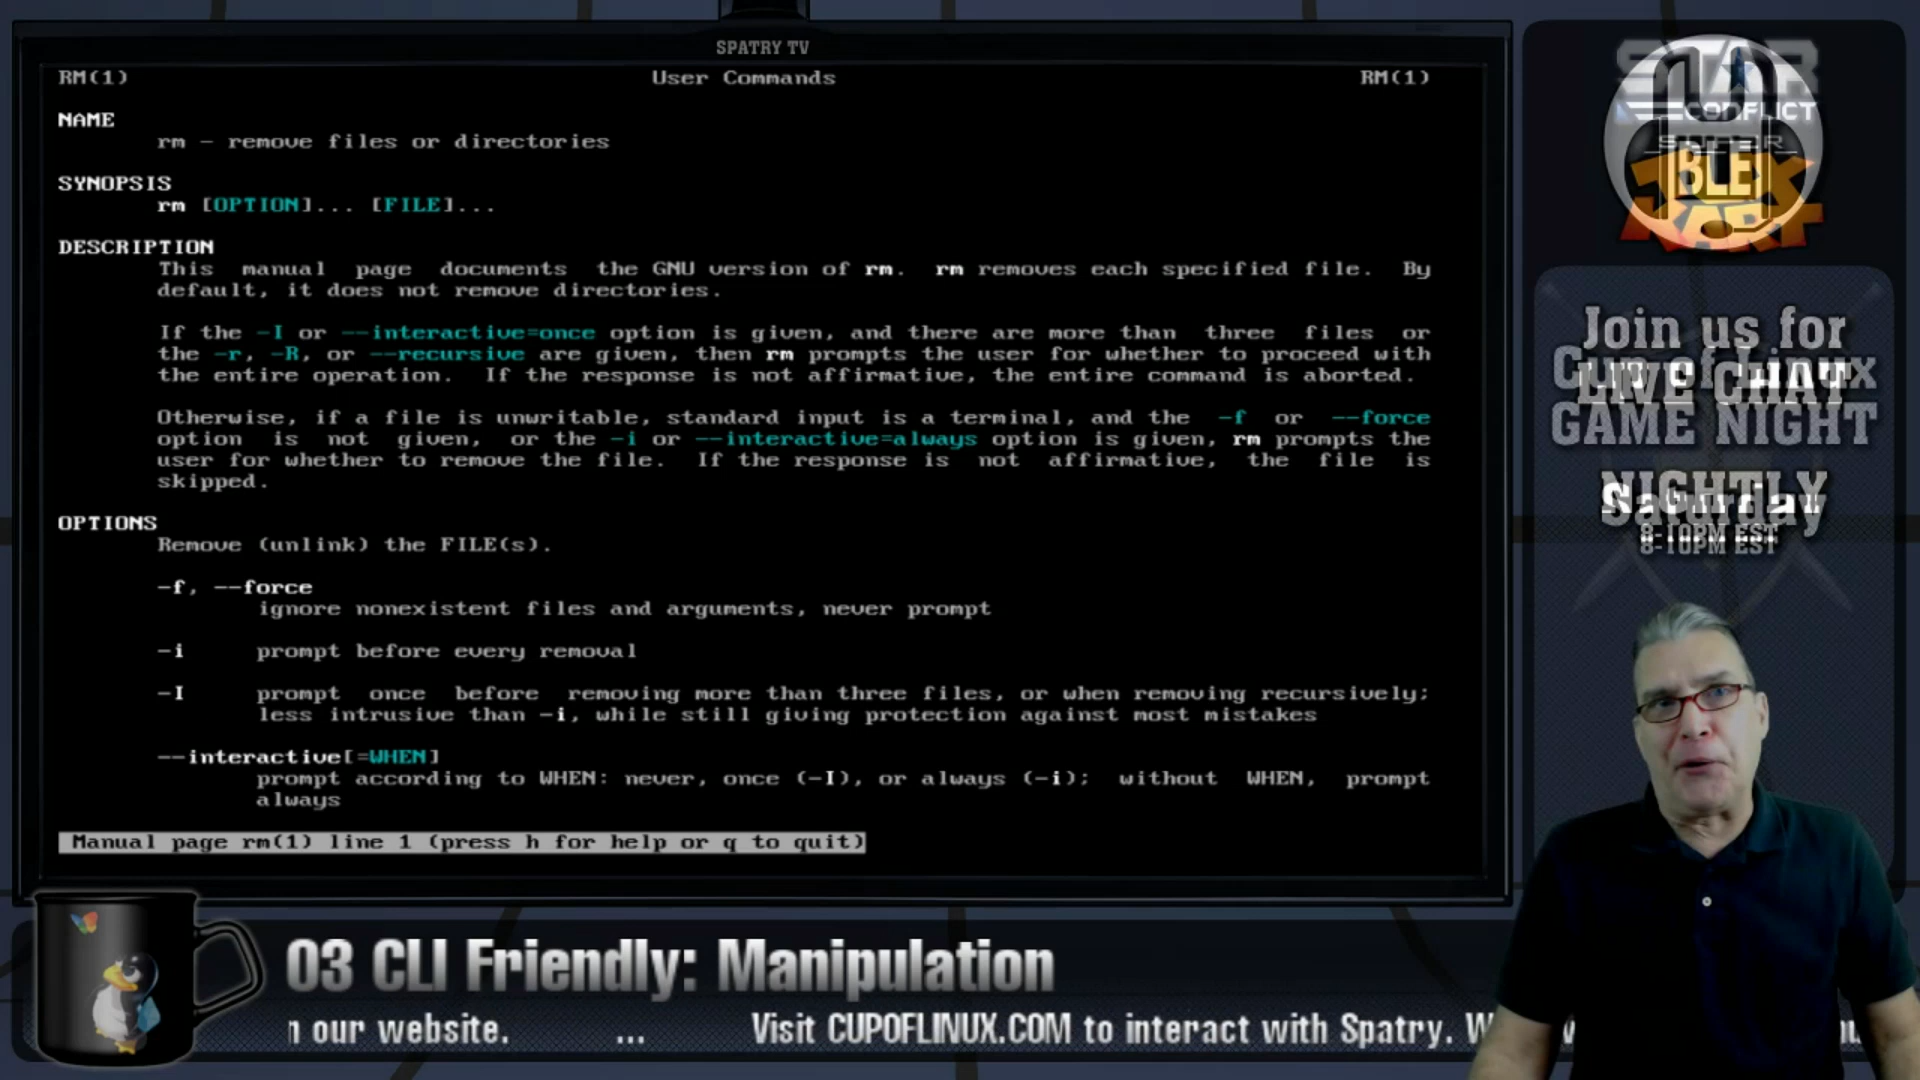 SPATRY TV
RM(1) User Commands RM(1)
NAME
rm - remove files or directories
SYNOPSIS
rm [OPTION]... [FILE]...
DESCRIPTION
This manual page documents the GNU version of rm. rm removes each specified file. By
default, it does not remove directories.
If the -I or --interactive=once option is given, and there are more than three files or
the -r, -R, or --recursive are given, then rm prompts the user for whether to proceed with
the entire operation. If the response is not affirmative, the entire command is aborted.
Otherwise, if a file is unwritable, standard input is a terminal, and the -f or --force
option is not given, or the -i or --interactive=always option is given, rm prompts the
user for whether to remove the file. If the response is not affirmative, the file is
skipped.
OPTIONS
Remove (unlink) the FILE(s).
-f, --force
ignore nonexistent files and arguments, never prompt
-i prompt before every removal
-I prompt once before removing more than three files, or when removing recursively;
less intrusive than -i, while still giving protection against most mistakes
--interactive[=WHEN]
prompt according to WHEN: never, once (-I), or always (-i); without WHEN, prompt
always
Manual page rm(1) line 1 (press h for help or q to quit)
STAR
CONFLICT
SUPER
KART
Join us for
Cup of Linux
LIVE CHAT
GAME NIGHT
NIGHTLY
Saturday
8-10PM EST
03 CLI Friendly: Manipulation
n our website. ... Visit CUPOFLINUX.COM to interact with Spatry. W